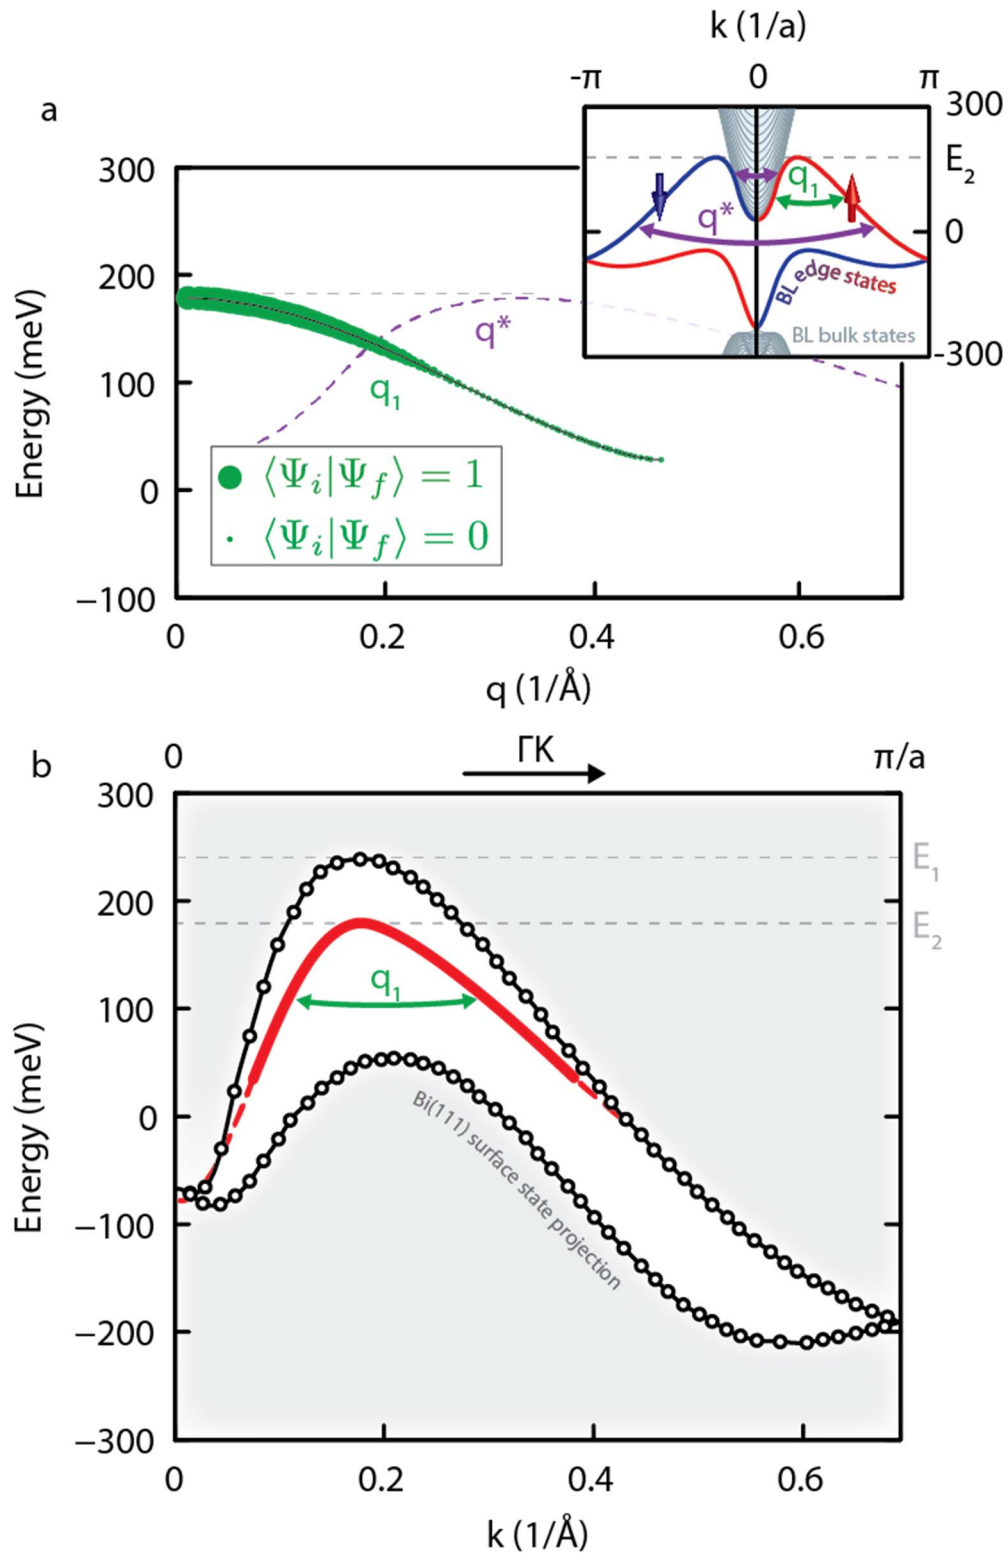 k (1/a)
-π 0 π
a
300
E₂
0
-300
q₁
q*
BL edge states
BL bulk states
300
200
100
0
−100
Energy (meV)
q*
q₁
⟨Ψᵢ|Ψf⟩ = 1
⟨Ψᵢ|Ψf⟩ = 0
0 0.2 0.4 0.6
q (1/Å)
b
0 ΓK π/a
300
200
100
0
−100
−200
−300
Energy (meV)
E₁
E₂
q₁
Bi(111) surface state projection
0 0.2 0.4 0.6
k (1/Å)